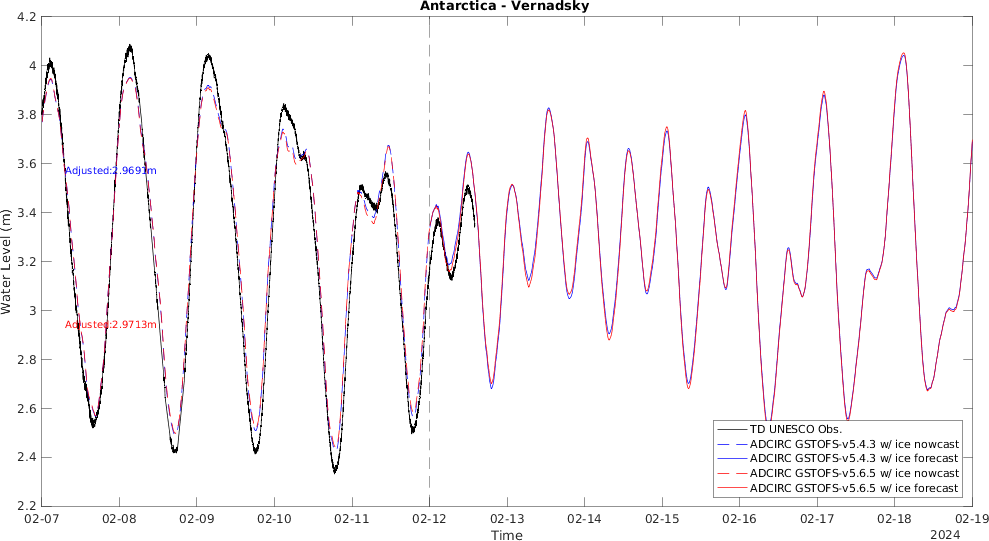 Antarctica - Vernadsky
4.2
4
3.8
3.6
3.4
3.2
3
2.8
2.6
2.4
2.2
Water Level (m)
Adjusted:2.9691m
Adjusted:2.9713m
TD UNESCO Obs.
ADCIRC GSTOFS-v5.4.3 w/ ice nowcast
ADCIRC GSTOFS-v5.4.3 w/ ice forecast
ADCIRC GSTOFS-v5.6.5 w/ ice nowcast
ADCIRC GSTOFS-v5.6.5 w/ ice forecast
02-07 02-08 02-09 02-10 02-11 02-12 02-13 02-14 02-15 02-16 02-17 02-18 02-19
Time
2024